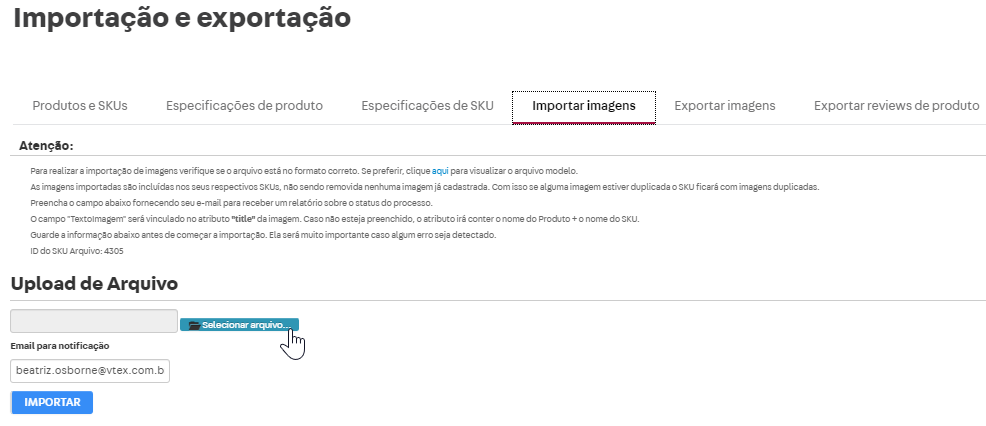 Importação e exportação
Produtos e SKUs Especificações de produto Especificações de SKU Importar imagens Exportar imagens Exportar reviews de produto
Atenção:
Para realizar a importação de imagens verifique se o arquivo está no formato correto. Se preferir, clique aqui para visualizar o arquivo modelo.
As imagens importadas são incluídas nos seus respectivos SKUs, não sendo removida nenhuma imagem já cadastrada. Com isso se alguma imagem estiver duplicada o SKU ficará com imagens duplicadas.
Preencha o campo abaixo fornecendo seu e-mail para receber um relatório sobre o status do processo.
O campo "TextoImagem" será vinculado no atributo "title" da imagem. Caso não esteja preenchido, o atributo irá conter o nome do Produto + o nome do SKU.
Guarde a informação abaixo antes de começar a importação. Ela será muito importante caso algum erro seja detectado.
ID do SKU Arquivo: 4305
Upload de Arquivo
Selecionar arquivo...
Email para notificação
beatriz.osborne@vtex.com.b
IMPORTAR